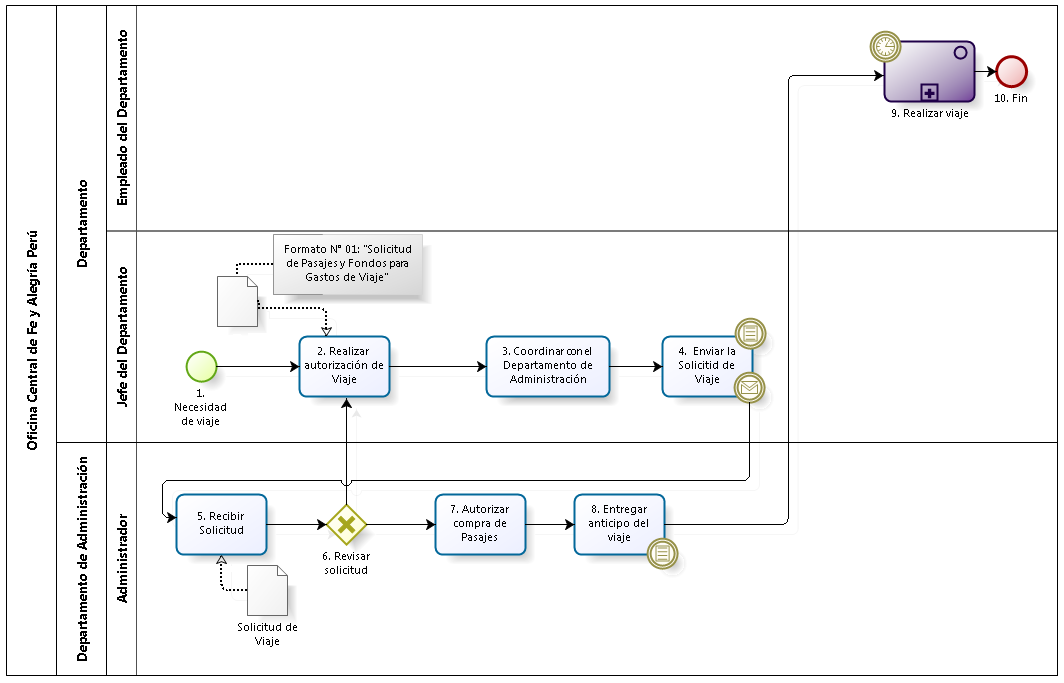 Oficina Central de Fe y Alegría Perú
Departamento
Empleado del Departamento
9. Realizar viaje
10. Fin
Jefe del Departamento
Formato N° 01: "Solicitud
de Pasajes y Fondos para
Gastos de Viaje"
1.
Necesidad
de viaje
2. Realizar
autorización de
Viaje
3. Coordinar con el
Departamento de
Administración
4. Enviar la
Solicitid de
Viaje
Departamento de Administración
Administrador
5. Recibir
Solicitud
6. Revisar
solicitud
7. Autorizar
compra de
Pasajes
8. Entregar
anticipo del
viaje
Solicitud de
Viaje